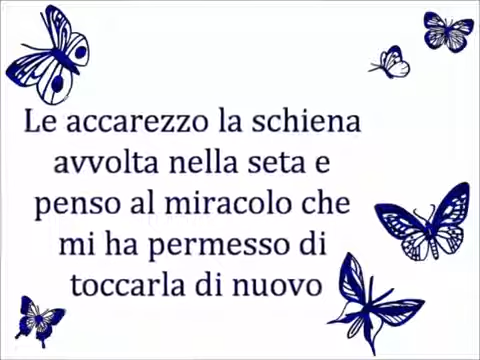 Le accarezzo la schiena
avvolta nella seta e
penso al miracolo che
mi ha permesso di
toccarla di nuovo